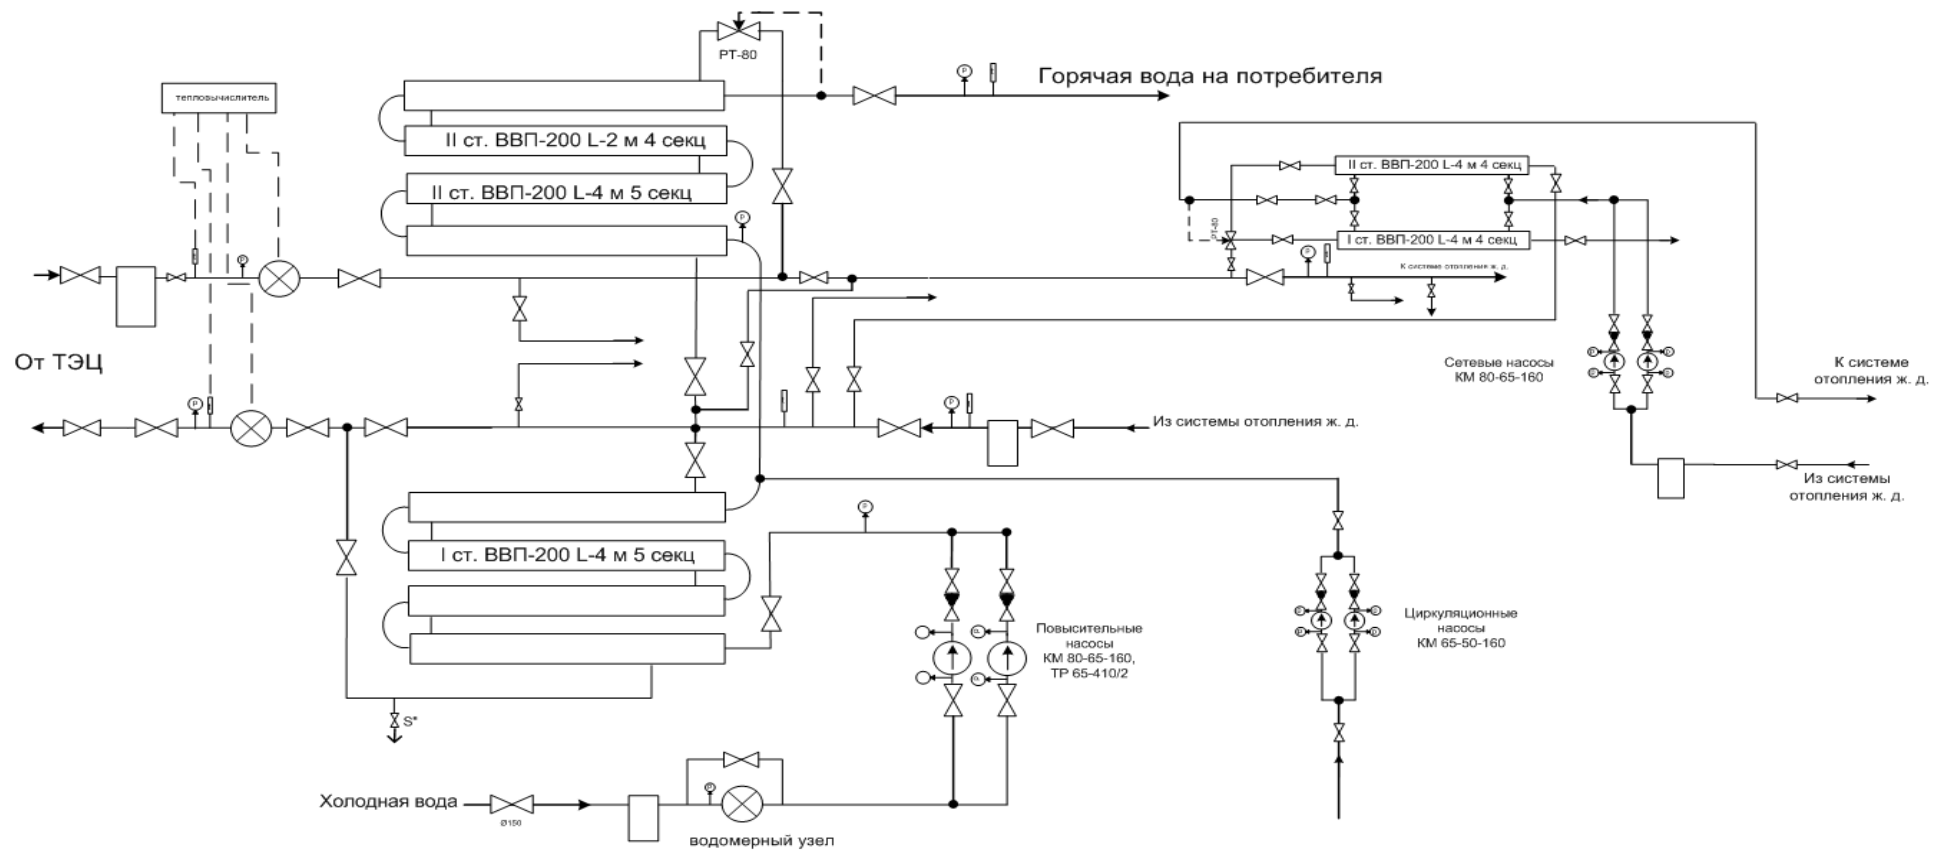 РТ-80
Горячая вода на потребителя
тепловычислитель
II ст. ВВП-200 L-2 м 4 секц
II ст. ВВП-200 L-4 м 5 секц
P
P
P
II ст. ВВП-200 L-4 м 4 секц
РТ-80
I ст. ВВП-200 L-4 м 4 секц
P
К системе отопления ж. д.
От ТЭЦ
Сетевые насосы
КМ 80-65-160
К системе
отопления ж. д.
P
P
Из системы отопления ж. д.
Из системы
отопления ж. д.
P
I ст. ВВП-200 L-4 м 5 секц
Повысительные
насосы
КМ 80-65-160,
ТР 65-410/2
Циркуляционные
насосы
КМ 65-50-160
S*
Холодная вода
Ø150
P
водомерный узел